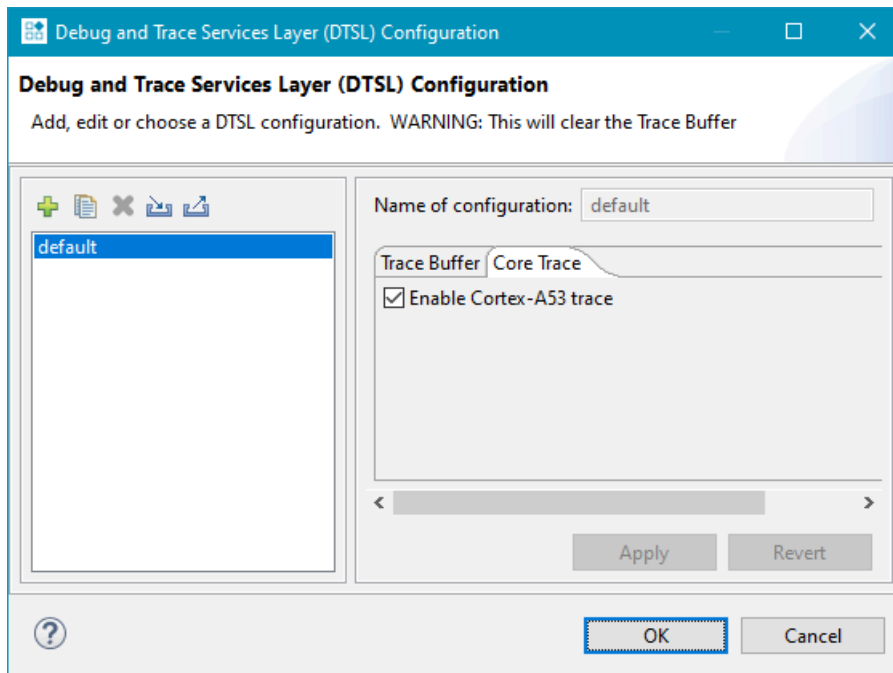 Debug and Trace Services Layer (DTSL) Configuration
Debug and Trace Services Layer (DTSL) Configuration
Add, edit or choose a DTSL configuration.  WARNING: This will clear the Trace Buffer
default
Name of configuration: default
Trace Buffer Core Trace
Enable Cortex-A53 trace
Apply Revert
? OK Cancel